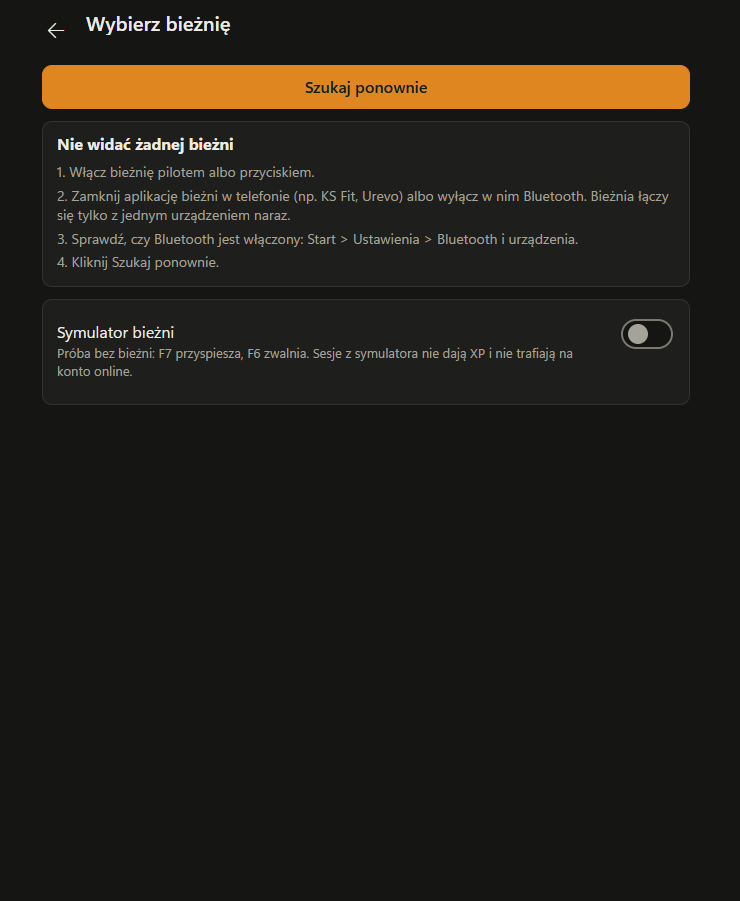 Wybierz bieżnię
Szukaj ponownie
Nie widać żadnej bieżni
1. Włącz bieżnię pilotem albo przyciskiem.
2. Zamknij aplikację bieżni w telefonie (np. KS Fit, Urevo) albo wyłącz w nim Bluetooth. Bieżnia łączy
się tylko z jednym urządzeniem naraz.
3. Sprawdź, czy Bluetooth jest włączony: Start > Ustawienia > Bluetooth i urządzenia.
4. Kliknij Szukaj ponownie.
Symulator bieżni
Próba bez bieżni: F7 przyspiesza, F6 zwalnia. Sesje z symulatora nie dają XP i nie trafiają na
konto online.